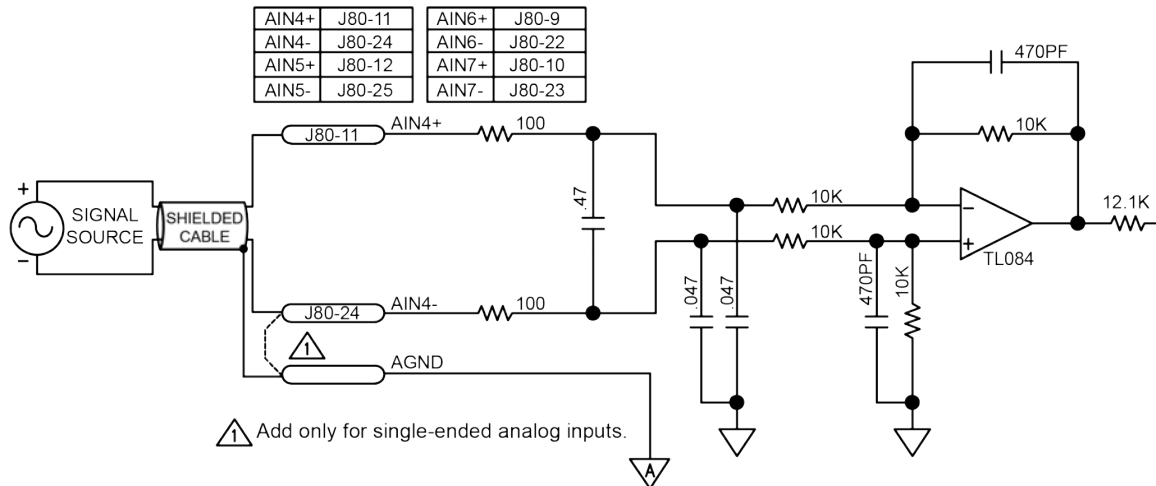 AIN4+ J80-11 AIN6+ J80-9
AIN4- J80-24 AIN6- J80-22
AIN5+ J80-12 AIN7+ J80-10
AIN5- J80-25 AIN7- J80-23
470PF
J80-11 AIN4+ 100
10K
+
SIGNAL
SOURCE
−
SHIELDED
CABLE
.47
10K
−
12.1K
10K
+
TL084
J80-24 AIN4- 100
.047
.047
470PF
10K
1
AGND
1 Add only for single-ended analog inputs.
A